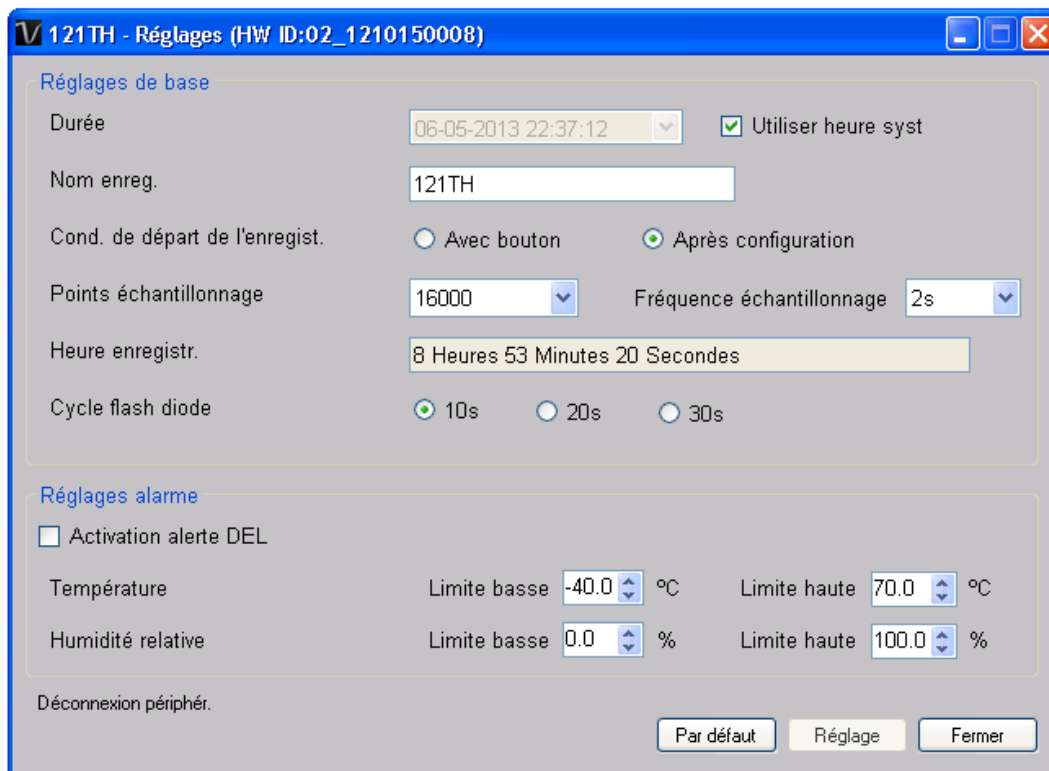 121TH - Réglages (HW ID:02_1210150008)
Réglages de base
Durée 06-05-2013 22:37:12 Utiliser heure syst
Nom enreg. 121TH
Cond. de départ de l'enregist. Avec bouton Après configuration
Points échantillonnage 16000 Fréquence échantillonnage 2s
Heure enregistr. 8 Heures 53 Minutes 20 Secondes
Cycle flash diode 10s 20s 30s
Réglages alarme
Activation alerte DEL
Température Limite basse -40.0 ºC Limite haute 70.0 ºC
Humidité relative Limite basse 0.0 % Limite haute 100.0 %
Déconnexion périphér.
Par défaut Réglage Fermer